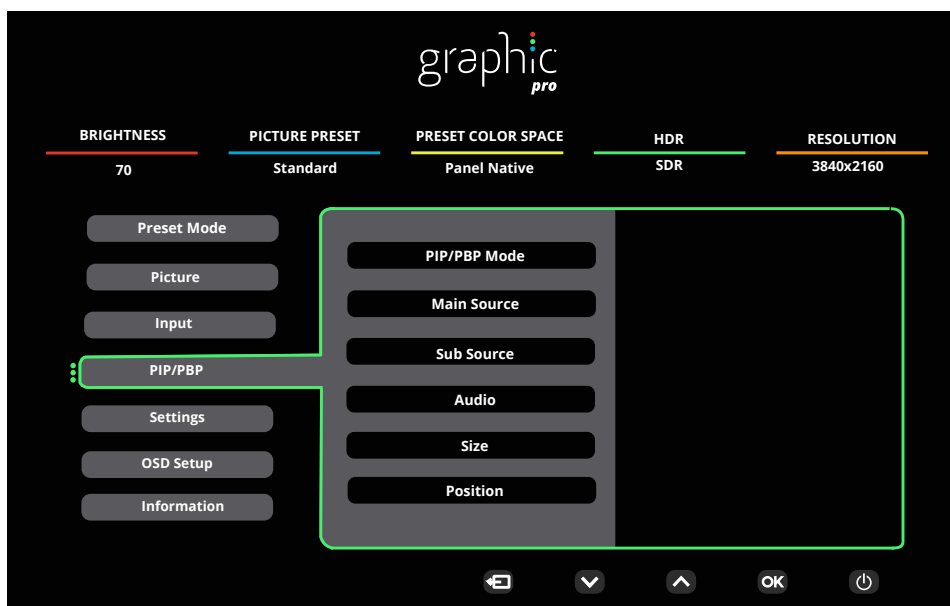 graphic
pro
BRIGHTNESS PICTURE PRESET PRESET COLOR SPACE HDR RESOLUTION
70 Standard Panel Native SDR 3840x2160
Preset Mode
Picture
Input
PIP/PBP
Settings
OSD Setup
Information
PIP/PBP Mode
Main Source
Sub Source
Audio
Size
Position
OK